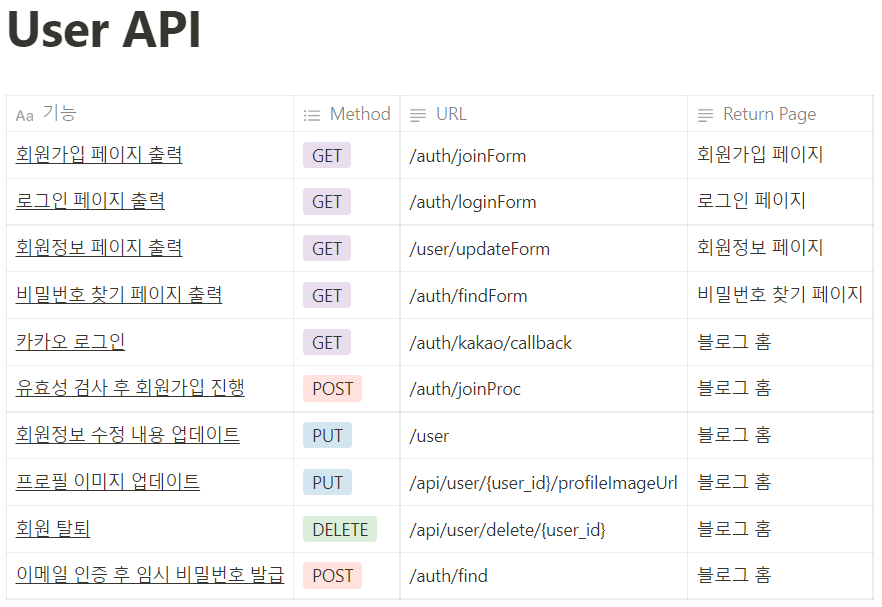 User API
Aa 기능 Method URL Return Page
회원가입 페이지 출력 GET /auth/joinForm 회원가입 페이지
로그인 페이지 출력 GET /auth/loginForm 로그인 페이지
회원정보 페이지 출력 GET /user/updateForm 회원정보 페이지
비밀번호 찾기 페이지 출력 GET /auth/findForm 비밀번호 찾기 페이지
카카오 로그인 GET /auth/kakao/callback 블로그 홈
유효성 검사 후 회원가입 진행 POST /auth/joinProc 블로그 홈
회원정보 수정 내용 업데이트 PUT /user 블로그 홈
프로필 이미지 업데이트 PUT /api/user/{user_id}/profileImageUrl 블로그 홈
회원 탈퇴 DELETE /api/user/delete/{user_id} 블로그 홈
이메일 인증 후 임시 비밀번호 발급 POST /auth/find 블로그 홈